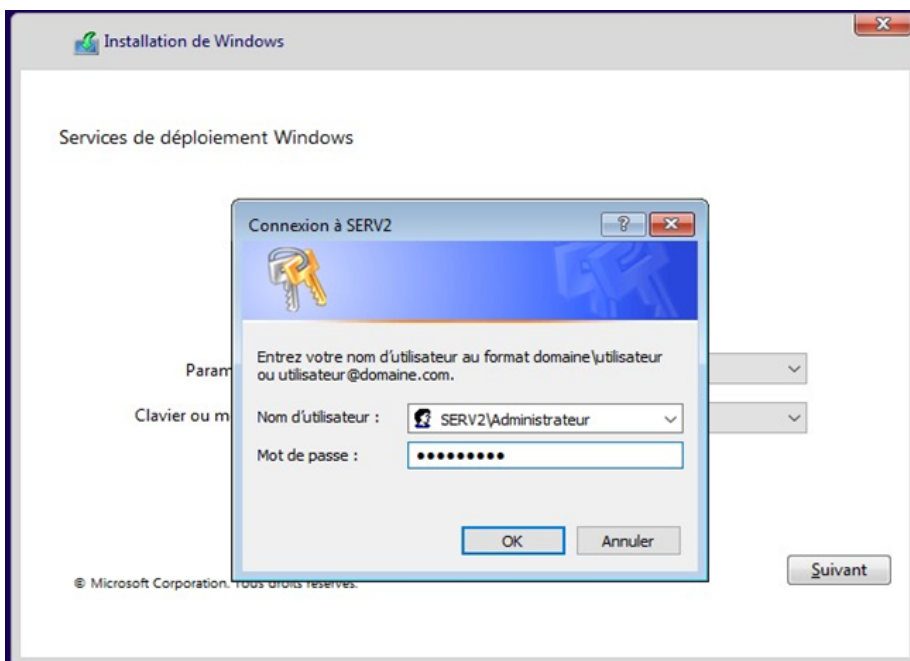 Installation de Windows
Services de déploiement Windows
Connexion à SERV2
Entrez votre nom d'utilisateur au format domaine\utilisateur
ou utilisateur@domaine.com.
Param
Nom d'utilisateur :
SERV2\Administrateur
Clavier ou m
Mot de passe :
OK
Annuler
Suivant
© Microsoft Corporation. Tous droits réservés.